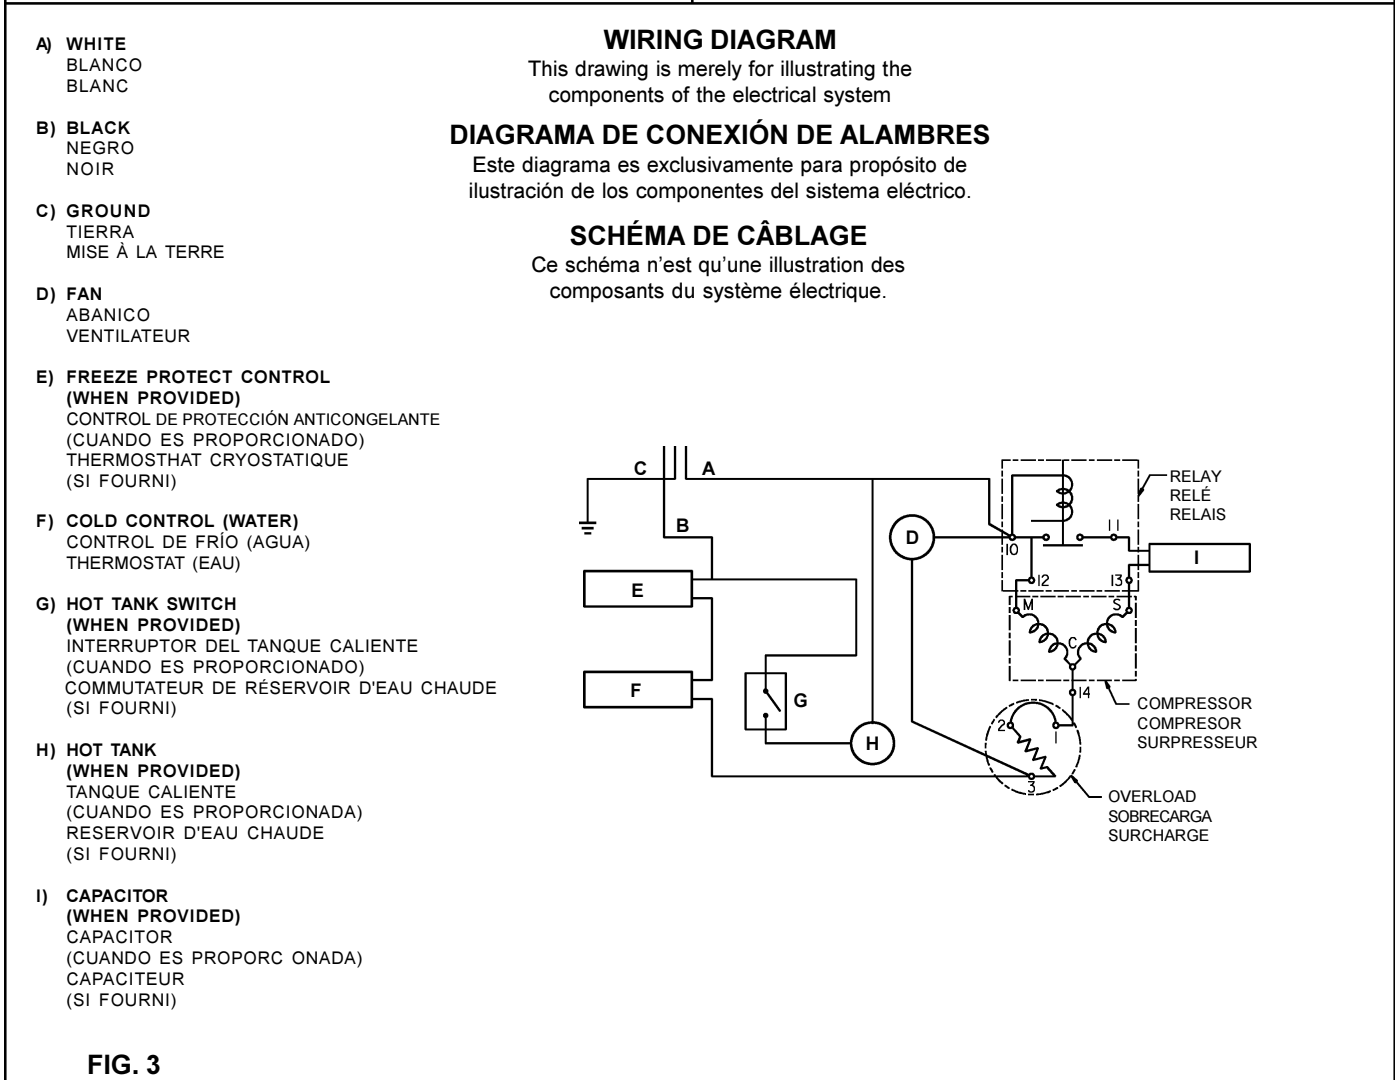 A) WHITE
BLANCO
BLANC
B) BLACK
NEGRO
NOIR
C) GROUND
TIERRA
MISE À LA TERRE
D) FAN
ABANICO
VENTILATEUR
E) FREEZE PROTECT CONTROL
(WHEN PROVIDED)
CONTROL DE PROTECCIÓN ANTICONGELANTE
(CUANDO ES PROPORCIONADO)
THERMOSTHAT CRYOSTATIQUE
(SI FOURNI)
F) COLD CONTROL (WATER)
CONTROL DE FRÍO (AGUA)
THERMOSTAT (EAU)
G) HOT TANK SWITCH
(WHEN PROVIDED)
INTERRUPTOR DEL TANQUE CALIENTE
(CUANDO ES PROPORCIONADO)
COMMUTATEUR DE RÉSERVOIR D'EAU CHAUDE
(SI FOURNI)
H) HOT TANK
(WHEN PROVIDED)
TANQUE CALIENTE
(CUANDO ES PROPORCIONADA)
RESERVOIR D'EAU CHAUDE
(SI FOURNI)
I) CAPACITOR
(WHEN PROVIDED)
CAPACITOR
(CUANDO ES PROPORC ONADA)
CAPACITEUR
(SI FOURNI)
FIG. 3
WIRING DIAGRAM
This drawing is merely for illustrating the
components of the electrical system
DIAGRAMA DE CONEXIÓN DE ALAMBRES
Este diagrama es exclusivamente para propósito de
ilustración de los componentes del sistema eléctrico.
SCHÉMA DE CÂBLAGE
Ce schéma n'est qu'une illustration des
composants du système électrique.
C
A
B
D
E
F
G
H
I
10
11
12
13
M
S
C
14
2
1
3
RELAY
RELÉ
RELAIS
COMPRESSOR
COMPRESOR
SURPRESSEUR
OVERLOAD
SOBRECARGA
SURCHARGE